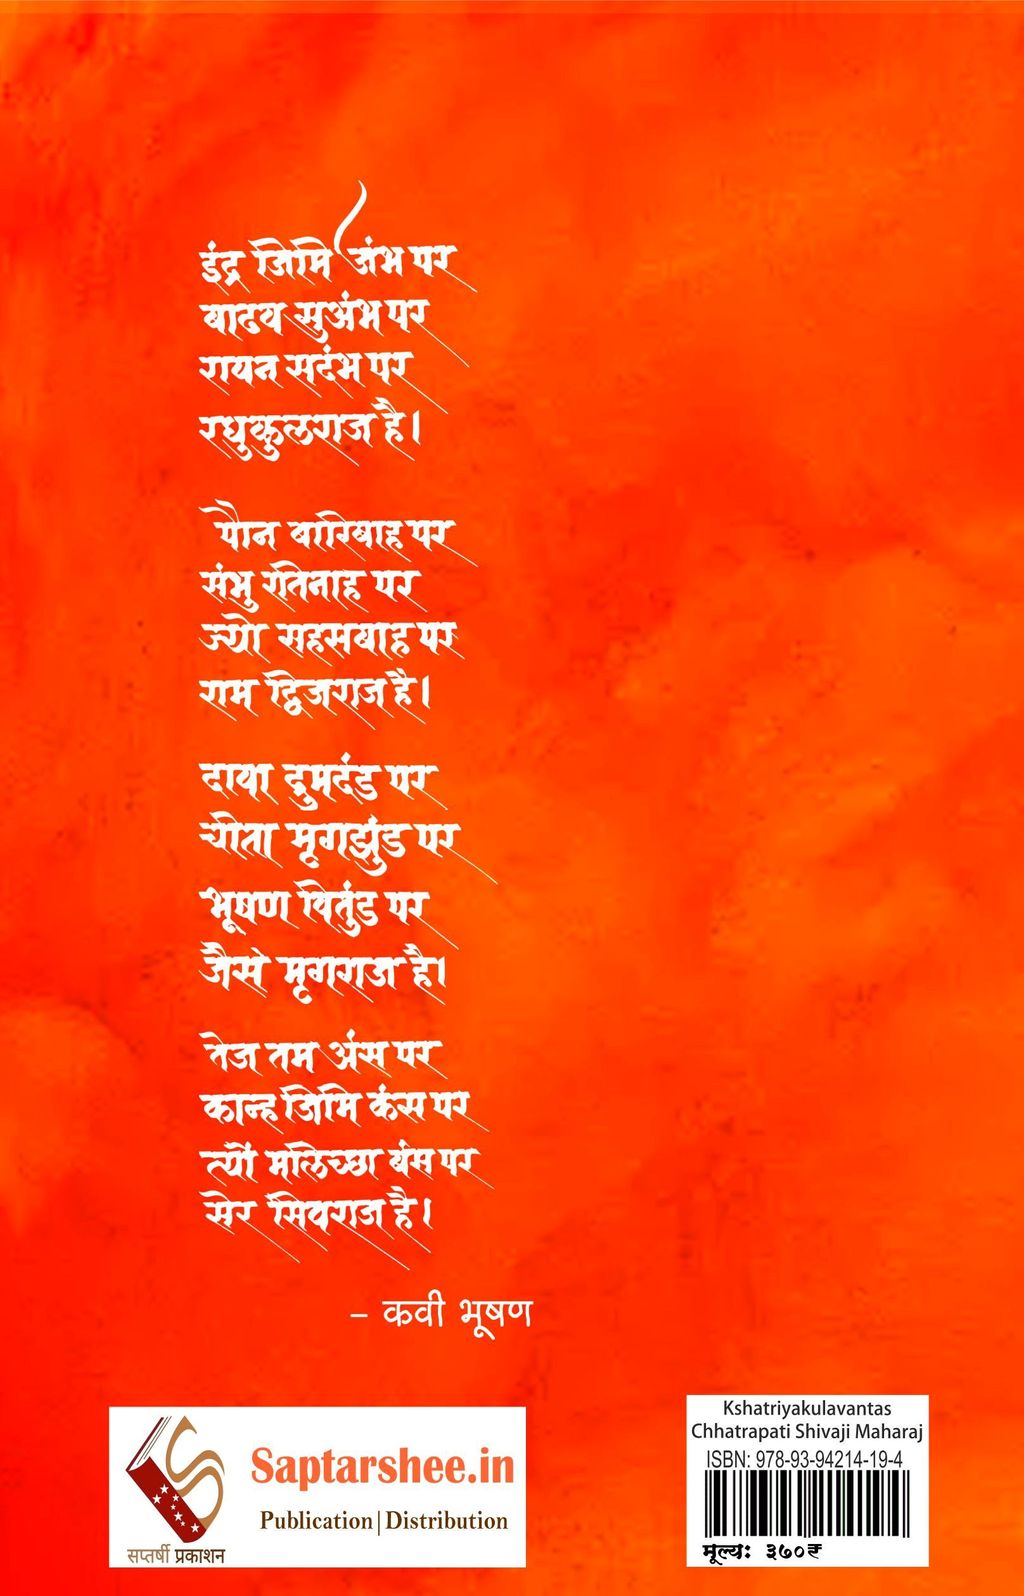 इंद्र जिमि जंभ पर
बाढव सुअंभ पर
रावन सदंभ पर
रघुकुलराज है।
पौन बारिबाह पर
संभु रतिनाह पर
ज्यो सहसबाह पर
राम द्विजराज है।
दावा द्रुमदंड पर
चीता मृगझुंड पर
भूषण वितुंड पर
जैसे मृगराज है।
तेज तम अंस पर
कान्ह जिमि कंस पर
त्यों मलिच्छा बंस पर
सेर सिवराज है।
– कवी भूषण
सप्तर्षी प्रकाशन
Saptarshee.in
Publication | Distribution
Kshatriyakulavantas
Chhatrapati Shivaji Maharaj
ISBN: 978-93-94214-19-4
मूल्य: ३७०₹